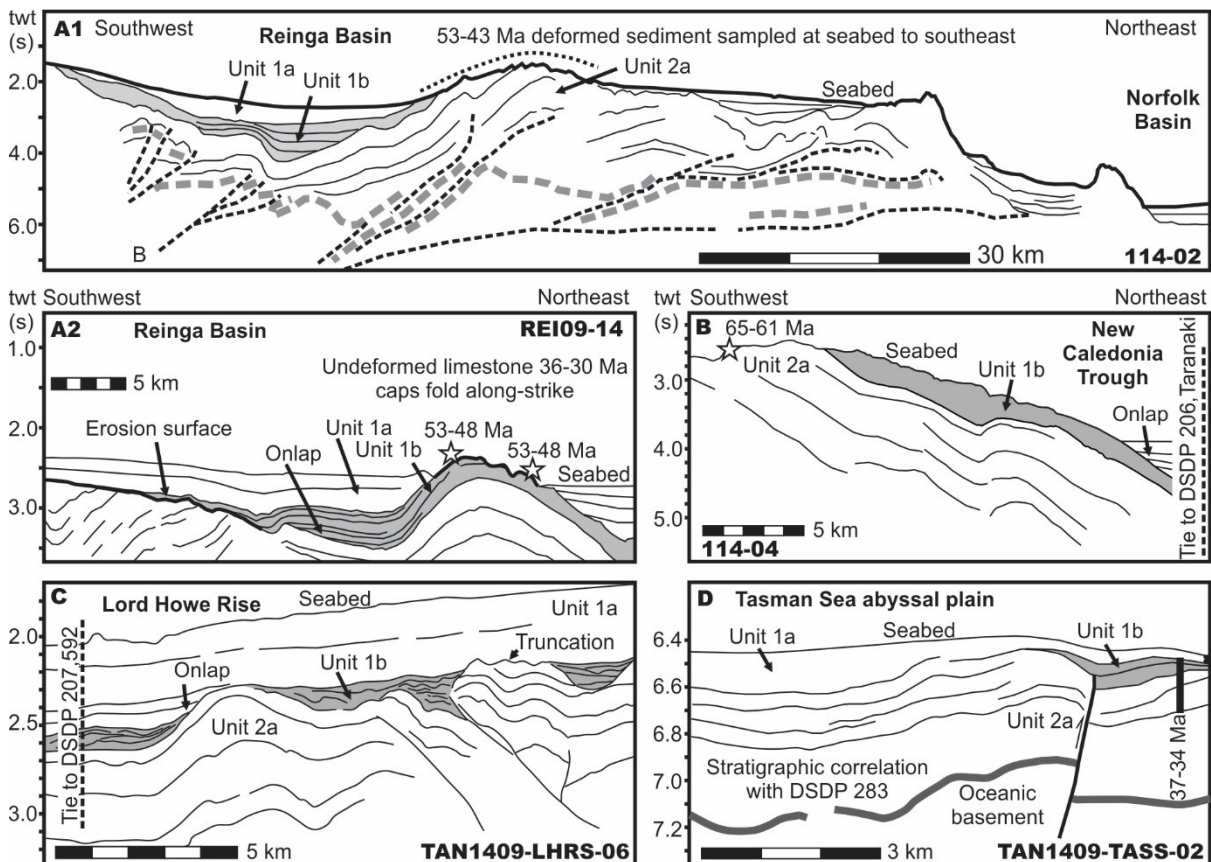 twt
(s)
A1 Southwest
Northeast
Reinga Basin
53-43 Ma deformed sediment sampled at seabed to southeast
Unit 1a
Unit 1b
Unit 2a
Seabed
Norfolk
Basin
2.0
4.0
6.0
B
30 km
114-02
twt
(s)
Southwest
Northeast
A2
Reinga Basin
REI09-14
1.0
5 km
Undeformed limestone 36-30 Ma
caps fold along-strike
2.0
Erosion surface
Unit 1a
Unit 1b
53-48 Ma
53-48 Ma
Onlap
Seabed
3.0
twt
(s)
Southwest
Northeast
B
65-61 Ma
New
Caledonia
Trough
Seabed
Unit 2a
Unit 1b
Onlap
3.0
4.0
5.0
5 km
114-04
Tie to DSDP 206,Taranaki
C
Lord Howe Rise
Seabed
Unit 1a
2.0
Truncation
Onlap
Unit 1b
2.5
Unit 2a
Tie to DSDP 207,592
3.0
5 km
TAN1409-LHRS-06
D
Tasman Sea abyssal plain
6.4
Unit 1a
Seabed
Unit 1b
6.6
Unit 2a
6.8
37-34 Ma
Stratigraphic correlation
with DSDP 283
Oceanic
basement
7.0
7.2
3 km
TAN1409-TASS-02